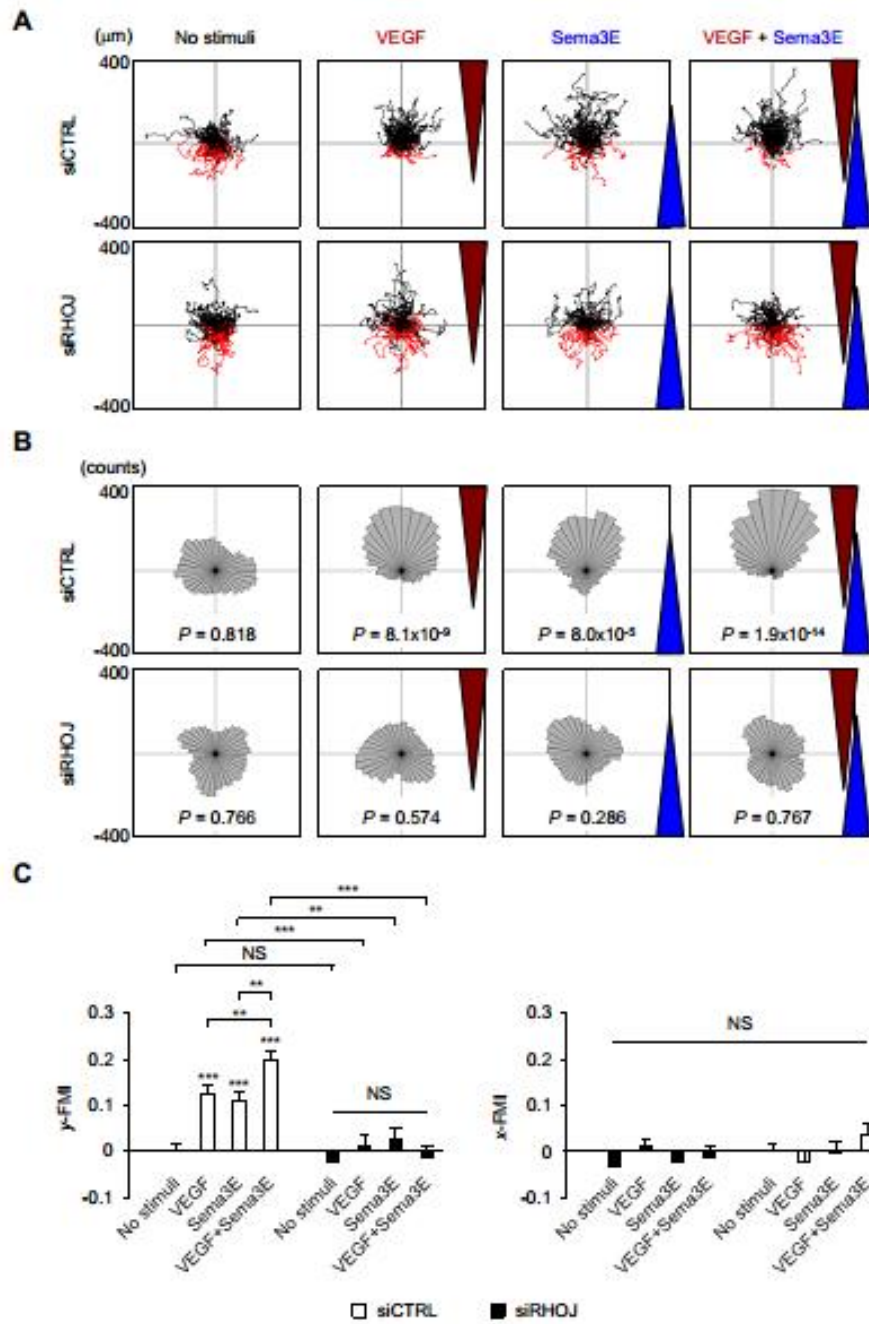 A
(μm)
No stimuli VEGF Sema3E VEGF + Sema3E
400
siCTRL
-400
400
siRHOJ
-400
B
(counts)
400
siCTRL
P = 0.818 P = 8.1x10-9 P = 8.0x10-5 P = 1.9x10-14
-400
400
siRHOJ
P = 0.766 P = 0.574 P = 0.286 P = 0.767
-400
C
***
**
***
NS
**
**
*** *** ***
NS
y-FMI
0.3
0.2
0.1
0
-0.1
No stimuli VEGF Sema3E VEGF+Sema3E No stimuli VEGF Sema3E VEGF+Sema3E
NS
x-FMI
0.3
0.2
0.1
0
-0.1
No stimuli VEGF Sema3E VEGF+Sema3E No stimuli VEGF Sema3E VEGF+Sema3E
siCTRL siRHOJ